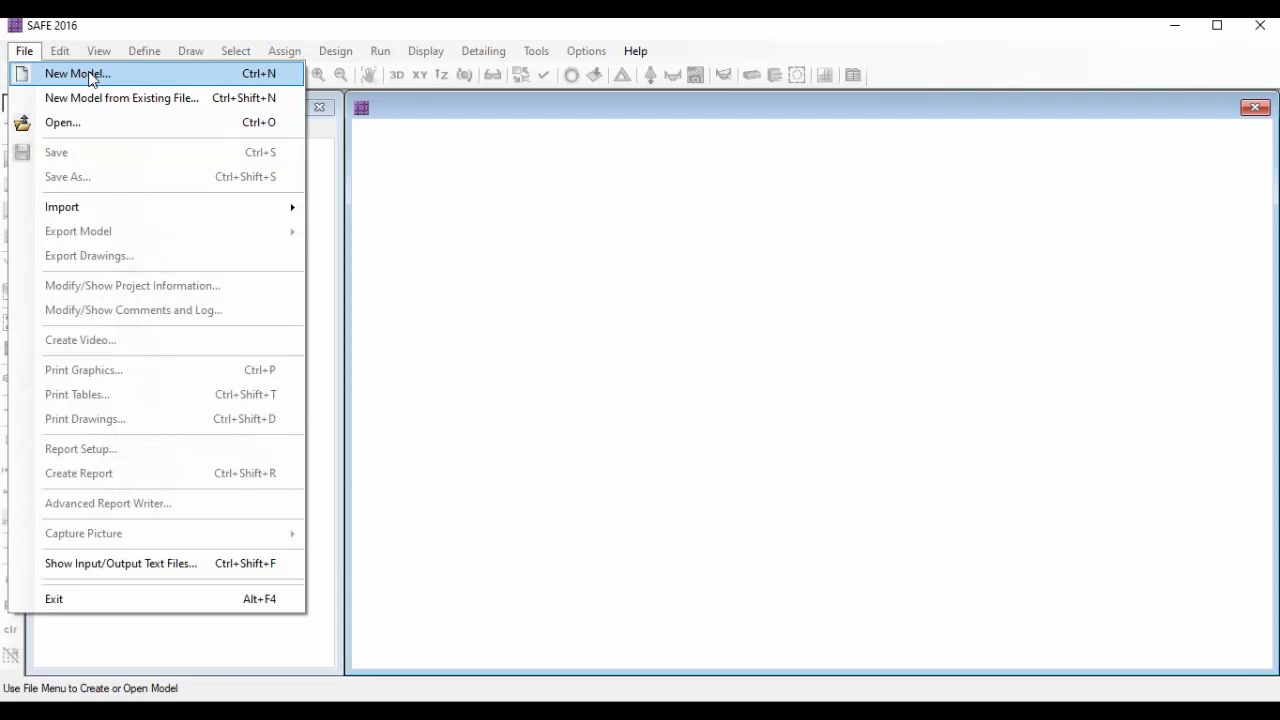 SAFE 2016
File Edit View Define Draw Select Assign Design Run Display Detailing Tools Options Help
3D XY
New Model... Ctrl+N
New Model from Existing File... Ctrl+Shift+N
Open... Ctrl+O
Save Ctrl+S
Save As... Ctrl+Shift+S
Import
Export Model
Export Drawings...
Modify/Show Project Information...
Modify/Show Comments and Log...
Create Video...
Print Graphics... Ctrl+P
Print Tables... Ctrl+Shift+T
Print Drawings... Ctrl+Shift+D
Report Setup...
Create Report Ctrl+Shift+R
Advanced Report Writer...
Capture Picture
Show Input/Output Text Files... Ctrl+Shift+F
Exit Alt+F4
clr
Use File Menu to Create or Open Model